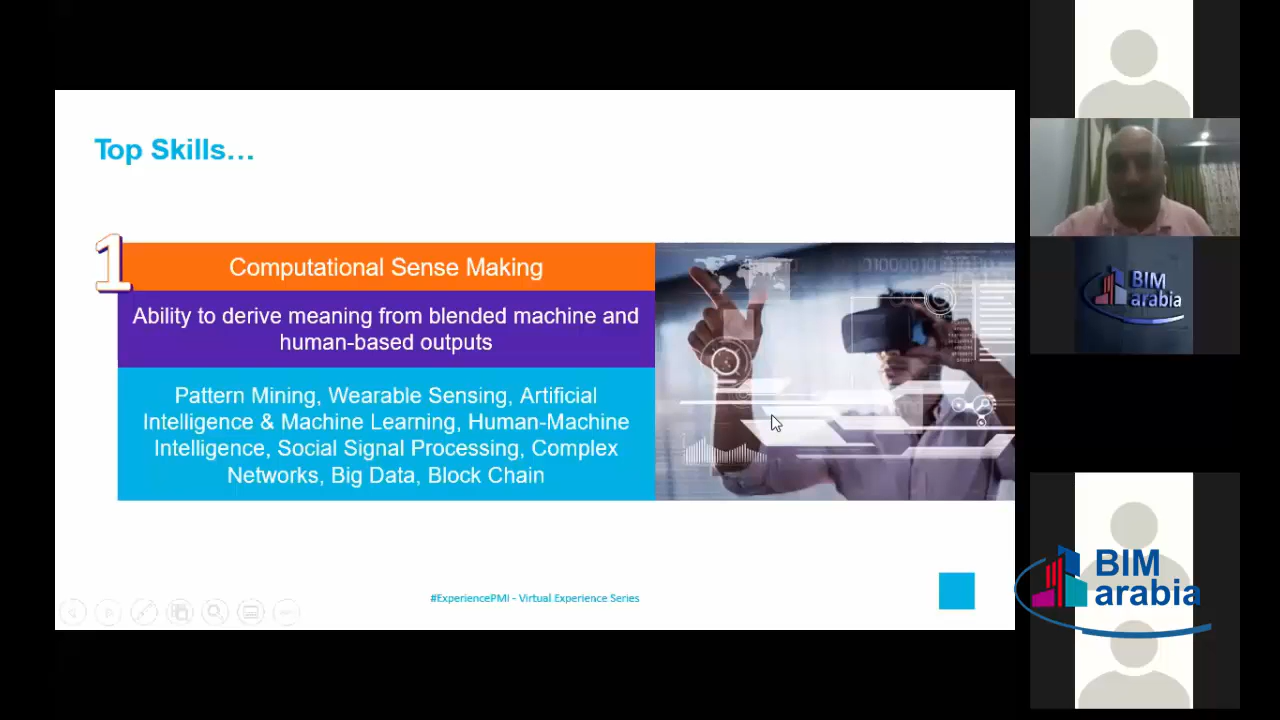 Top Skills…
1
Computational Sense Making
Ability to derive meaning from blended machine and
human-based outputs
Pattern Mining, Wearable Sensing, Artificial
Intelligence & Machine Learning, Human-Machine
Intelligence, Social Signal Processing, Complex
Networks, Big Data, Block Chain
#ExperiencePMI - Virtual Experience Series
BIM
arabia
BIM
arabia